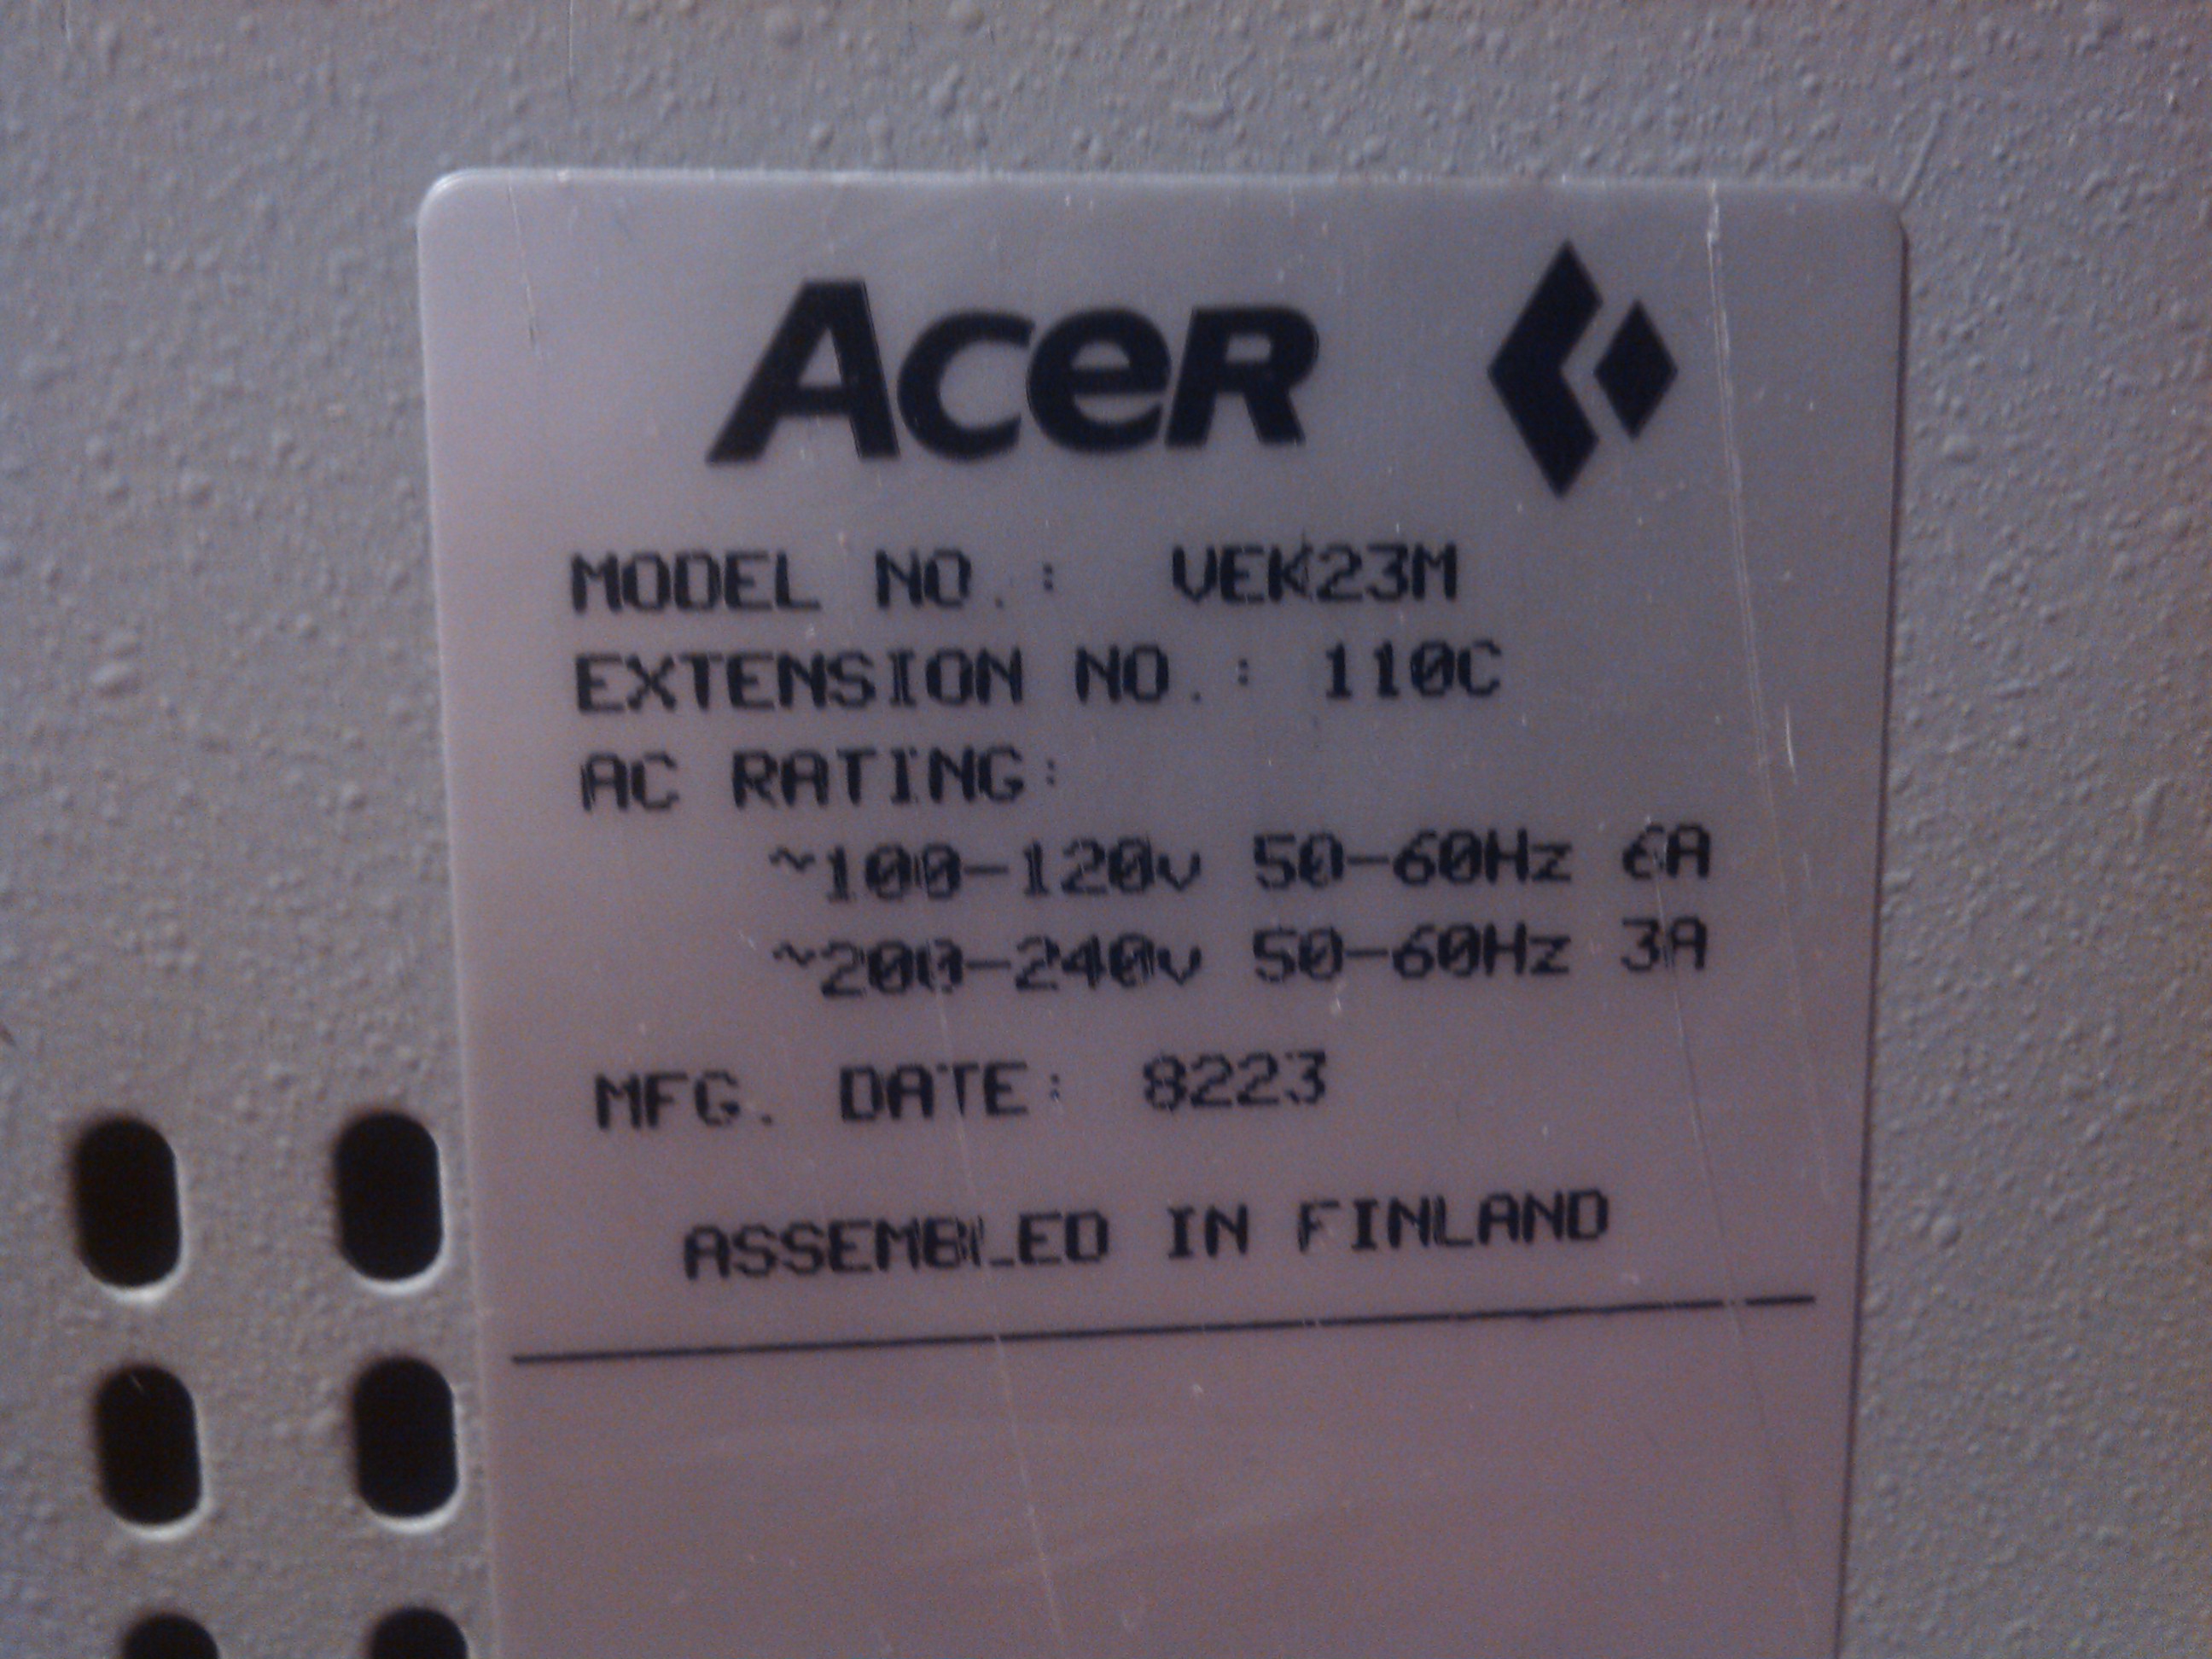 Acer
MODEL NO.: VEK23M
EXTENSION NO.: 110C
AC RATING:
~100-120v 50-60Hz 6A
~200-240v 50-60Hz 3A
MFG. DATE: 8223
ASSEMBLED IN FINLAND